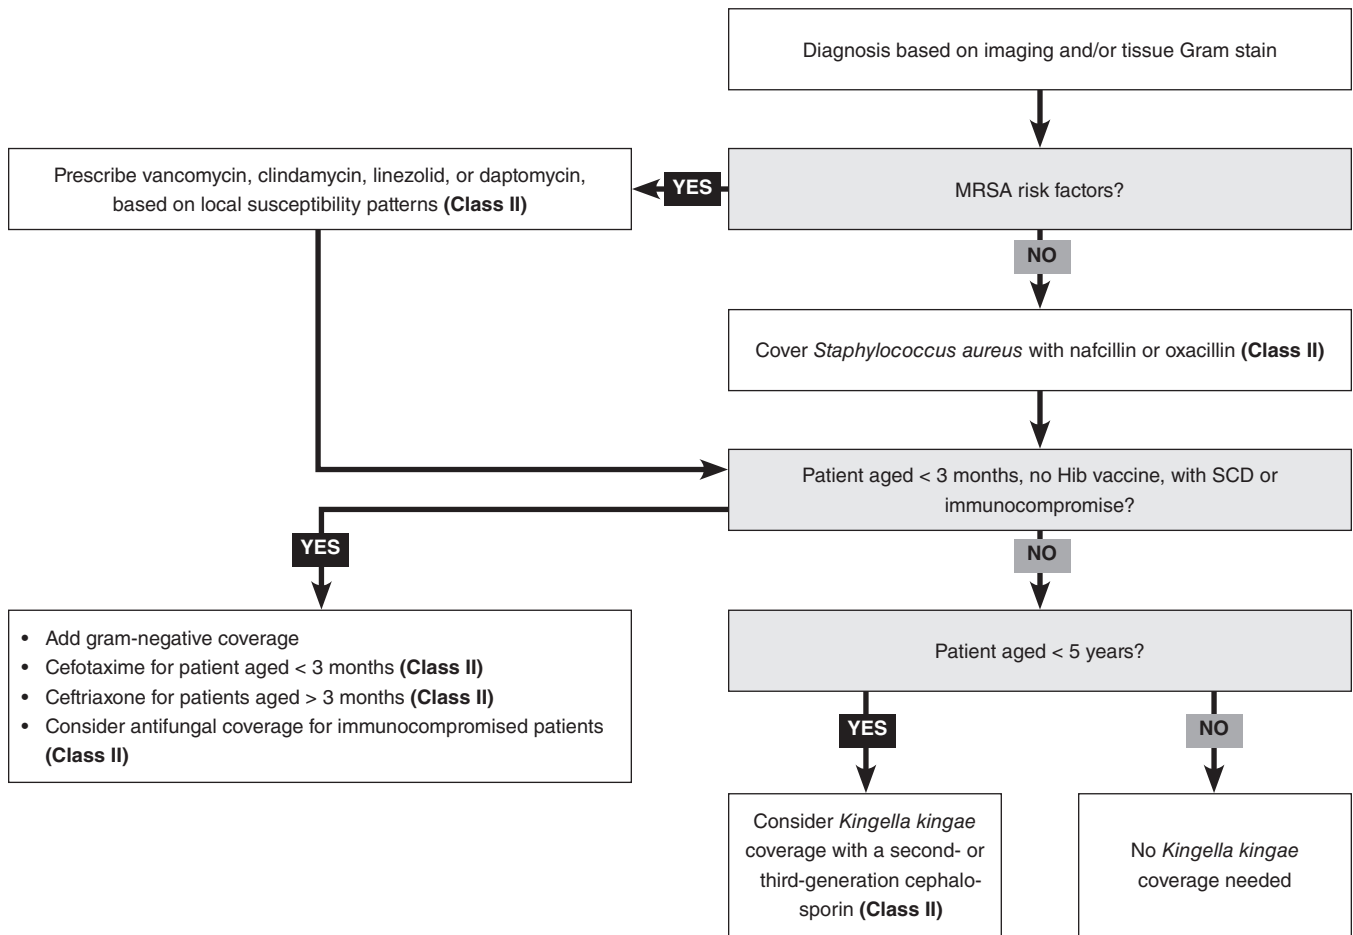 Diagnosis based on imaging and/or tissue Gram stain
MRSA risk factors?
YES
Prescribe vancomycin, clindamycin, linezolid, or daptomycin,
based on local susceptibility patterns (Class II)
NO
Cover Staphylococcus aureus with nafcillin or oxacillin (Class II)
Patient aged < 3 months, no Hib vaccine, with SCD or
immunocompromise?
YES
• Add gram-negative coverage
• Cefotaxime for patient aged < 3 months (Class II)
• Ceftriaxone for patients aged > 3 months (Class II)
• Consider antifungal coverage for immunocompromised patients
(Class II)
NO
Patient aged < 5 years?
YES
Consider Kingella kingae
coverage with a second- or
third-generation cephalo-
sporin (Class II)
NO
No Kingella kingae
coverage needed